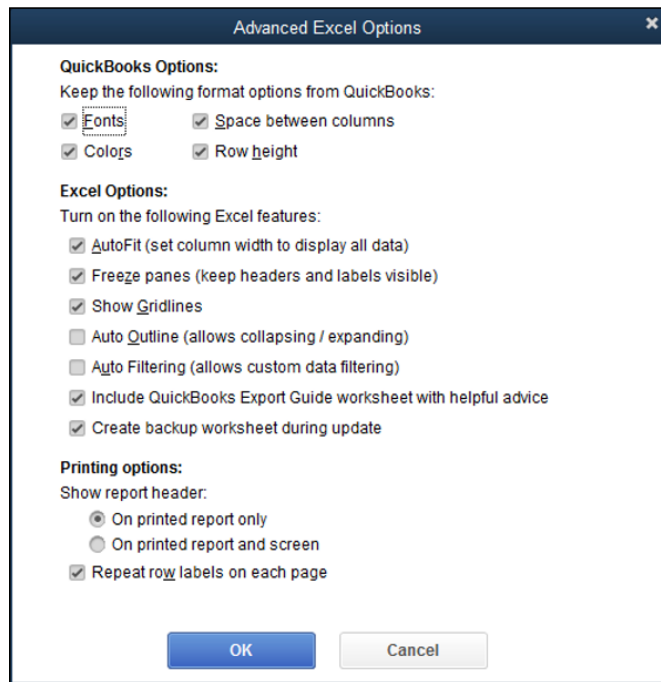 Advanced Excel Options
QuickBooks Options:
Keep the following format options from QuickBooks:
Fonts Space between columns
Colors Row height
Excel Options:
Turn on the following Excel features:
AutoFit (set column width to display all data)
Freeze panes (keep headers and labels visible)
Show Gridlines
Auto Outline (allows collapsing / expanding)
Auto Filtering (allows custom data filtering)
Include QuickBooks Export Guide worksheet with helpful advice
Create backup worksheet during update
Printing options:
Show report header:
On printed report only
On printed report and screen
Repeat row labels on each page
OK Cancel